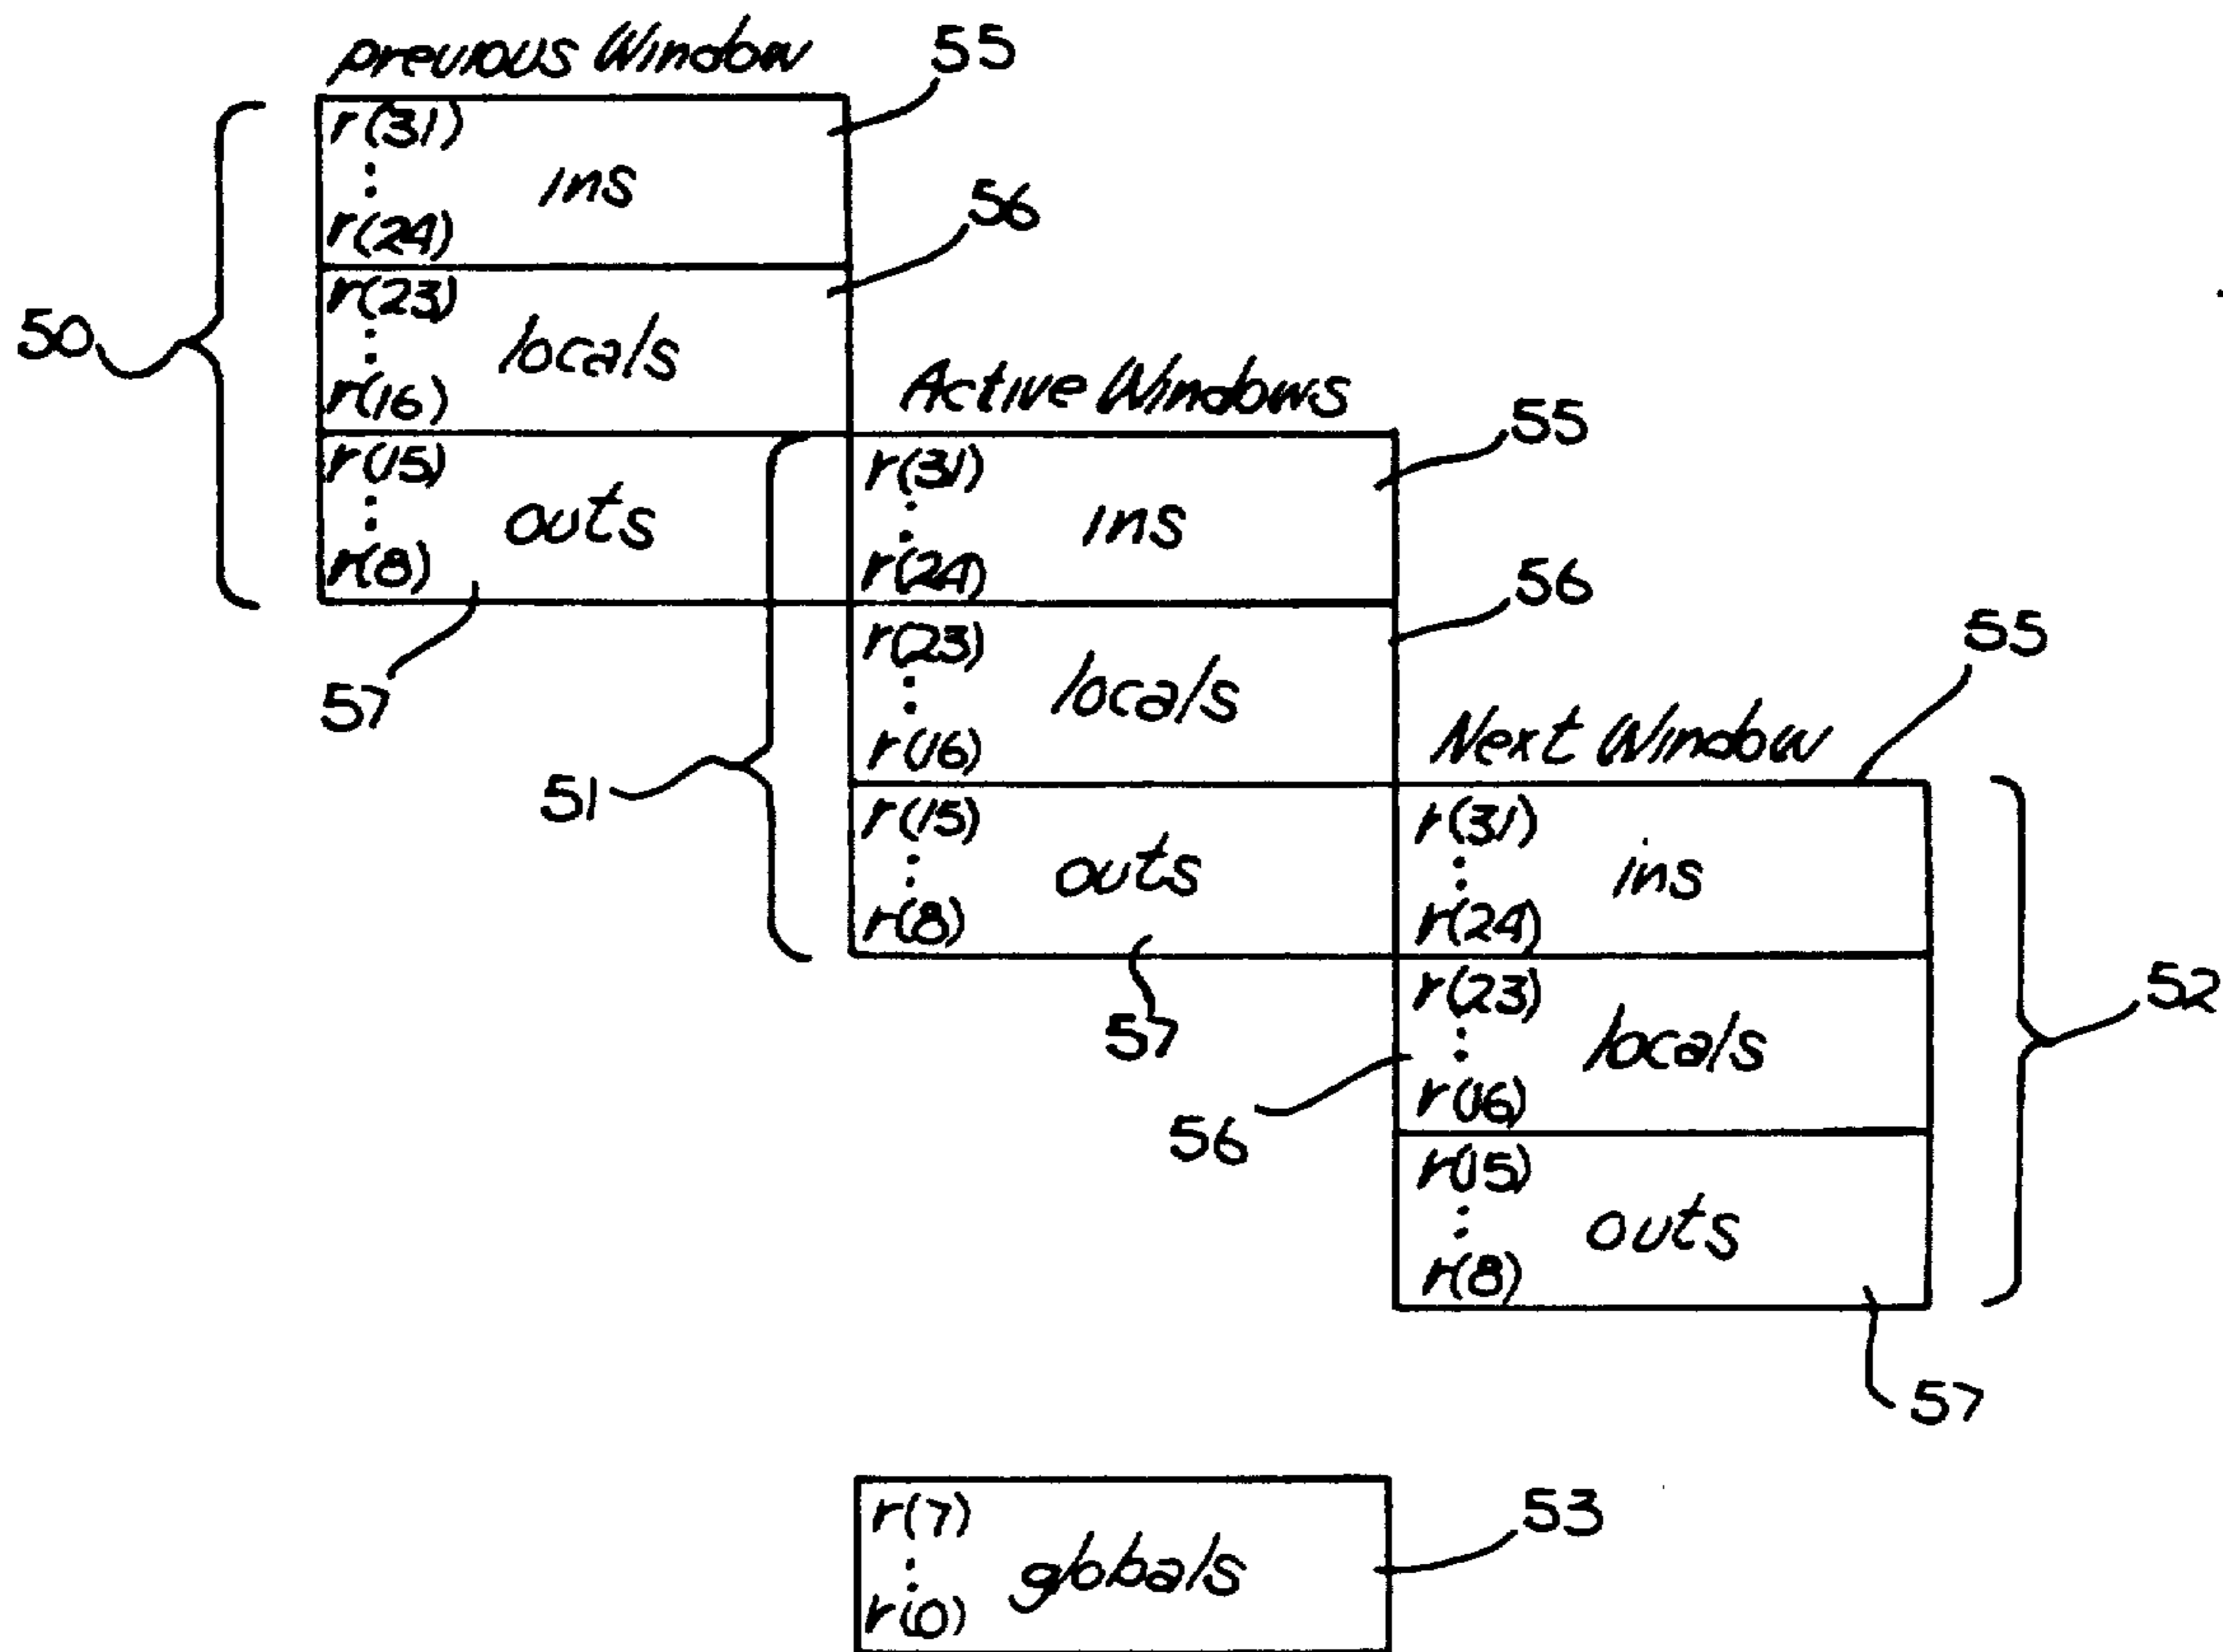 previous Window
55
r(31)
ins
r(24)
56
r(23)
locals
r(16)
50
Active Windows
55
r(15)
outs
r(8)
r(31)
ins
r(24)
57
56
r(23)
locals
r(16)
51
Next Window
55
r(15)
outs
r(8)
r(31)
ins
r(24)
57
52
r(23)
locals
r(16)
56
r(15)
outs
r(8)
57
r(7)
globals
r(0)
53